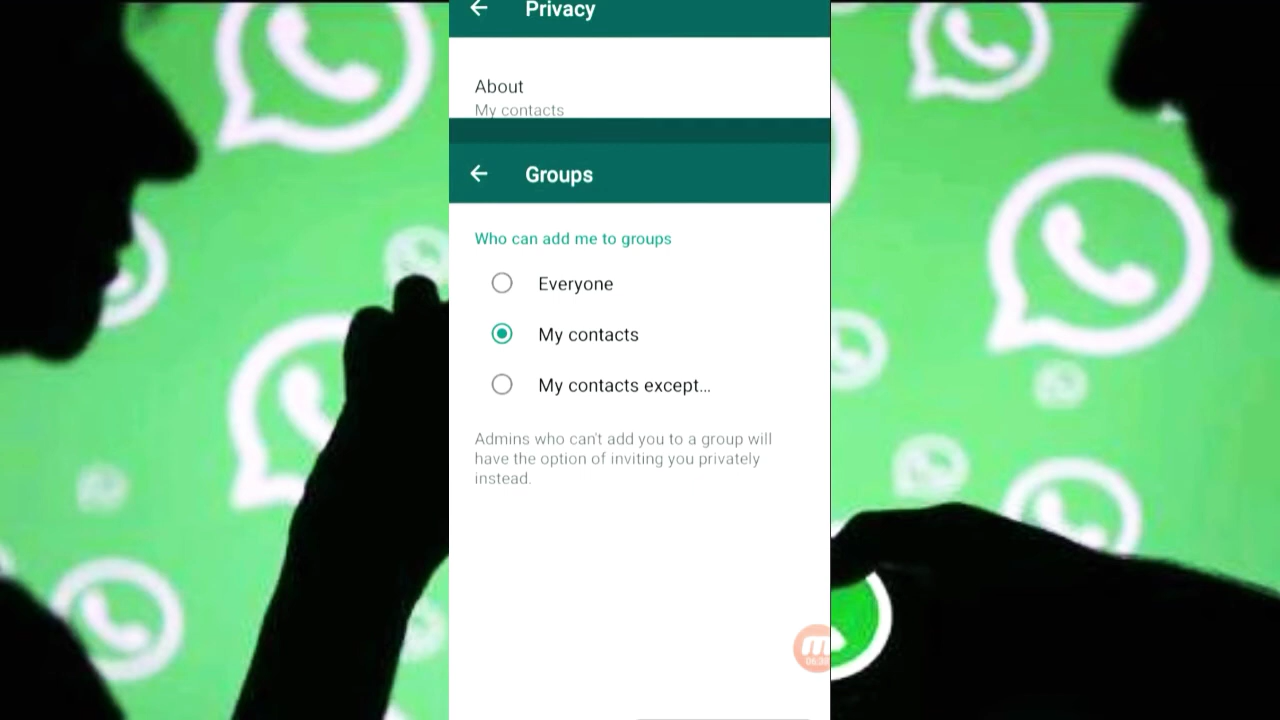 Privacy
About
My contacts
Groups
Who can add me to groups
Everyone
My contacts
My contacts except...
Admins who can't add you to a group will
have the option of inviting you privately
instead.